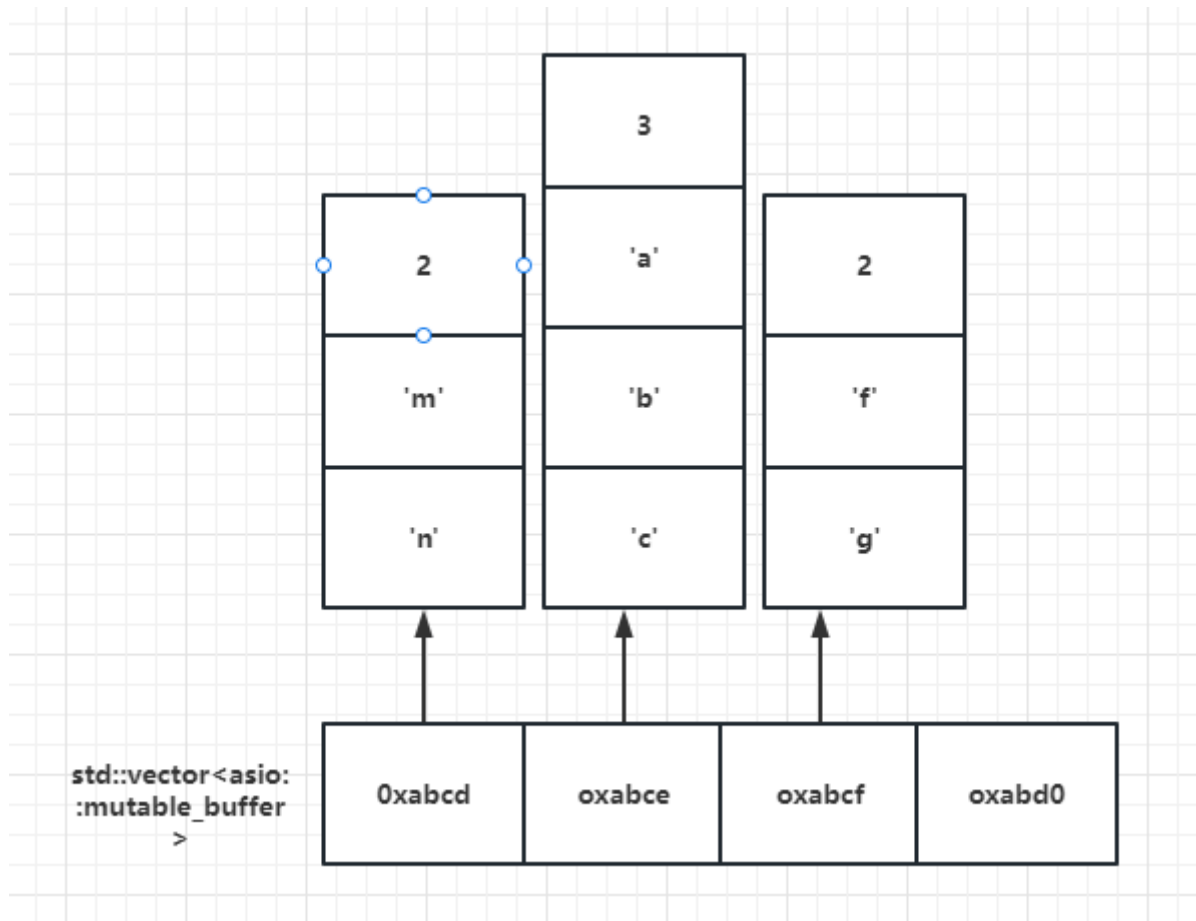 3
2
'a'
2
'm'
'b'
'f'
'n'
'c'
'g'
std::vector<asio:
:mutable_buffer
>
0xabcd
oxabce
oxabcf
oxabd0